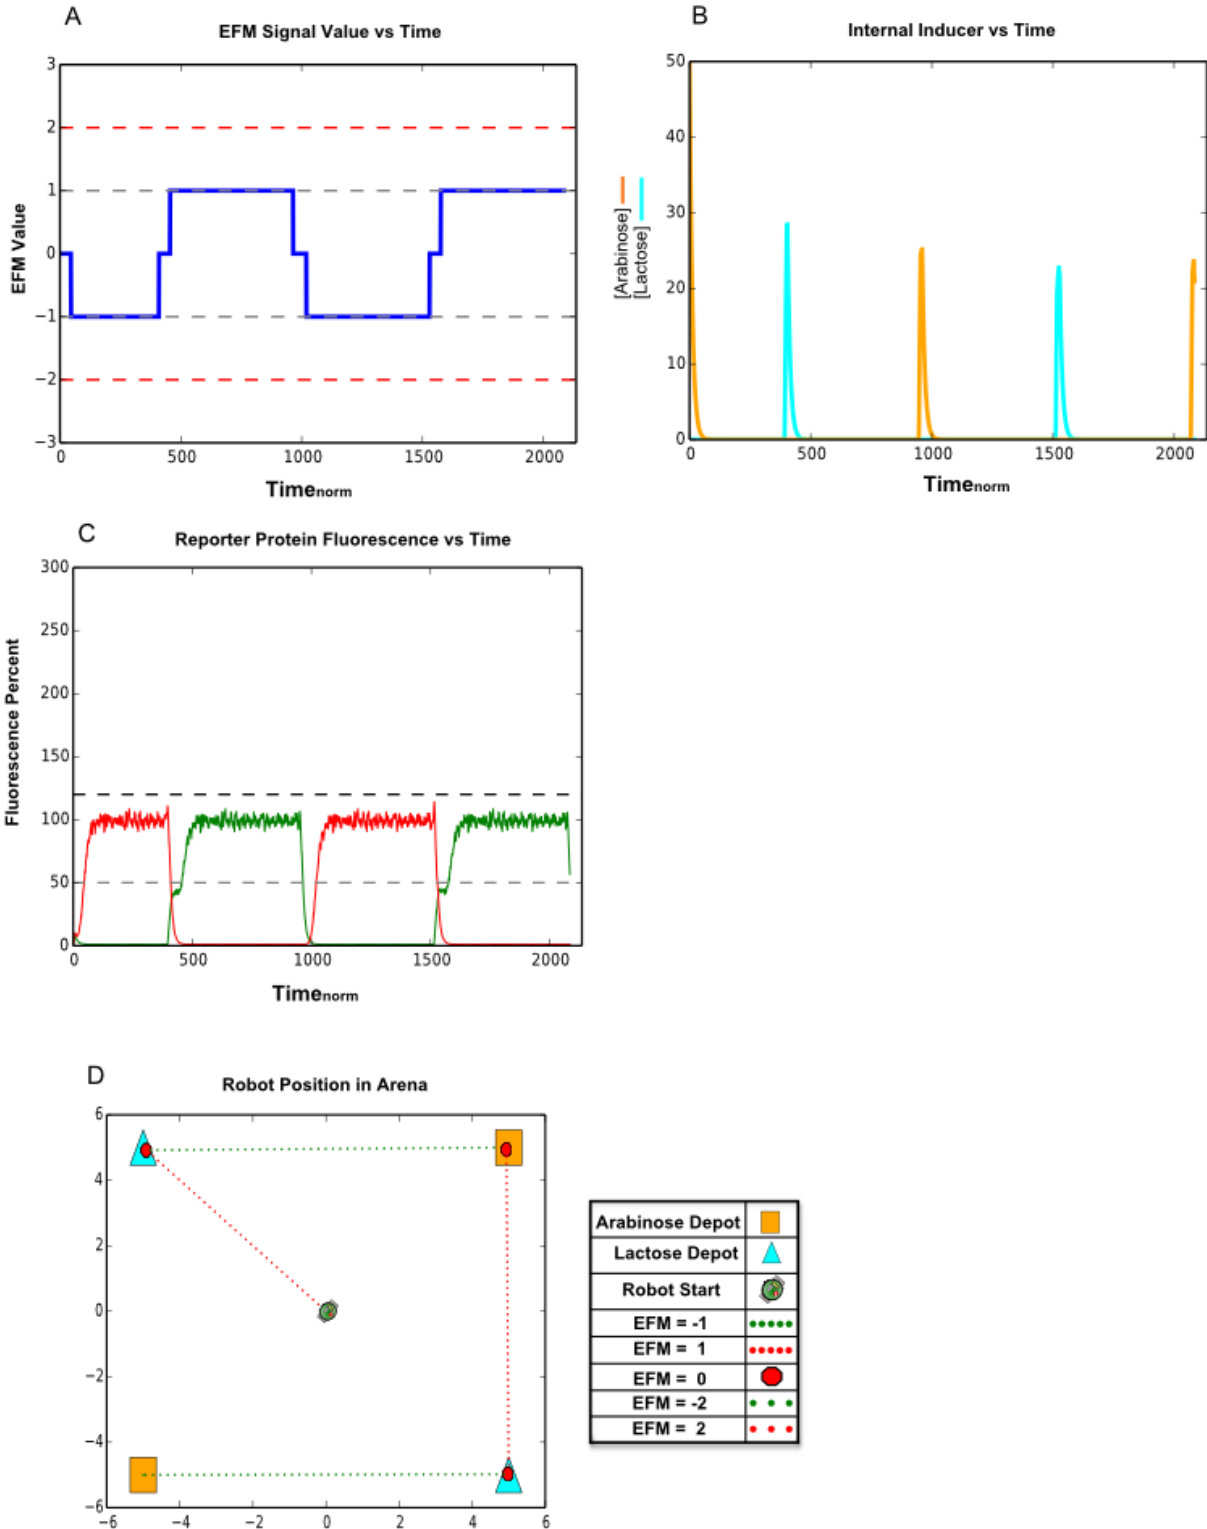 A
EFM Signal Value vs Time
3
2
1
0
−1
−2
−3
EFM Value
0 500 1000 1500 2000
Timenorm
B
Internal Inducer vs Time
50
40
30
20
10
0
[Arabinose]
[Lactose]
0 500 1000 1500 2000
Timenorm
C
Reporter Protein Fluorescence vs Time
300
250
200
150
100
50
0
Fluorescence Percent
0 500 1000 1500 2000
Timenorm
D
Robot Position in Arena
6
4
2
0
−2
−4
−6
−6 −4 −2 0 2 4 6
Arabinose Depot
Lactose Depot
Robot Start
EFM = -1
EFM = 1
EFM = 0
EFM = -2
EFM = 2